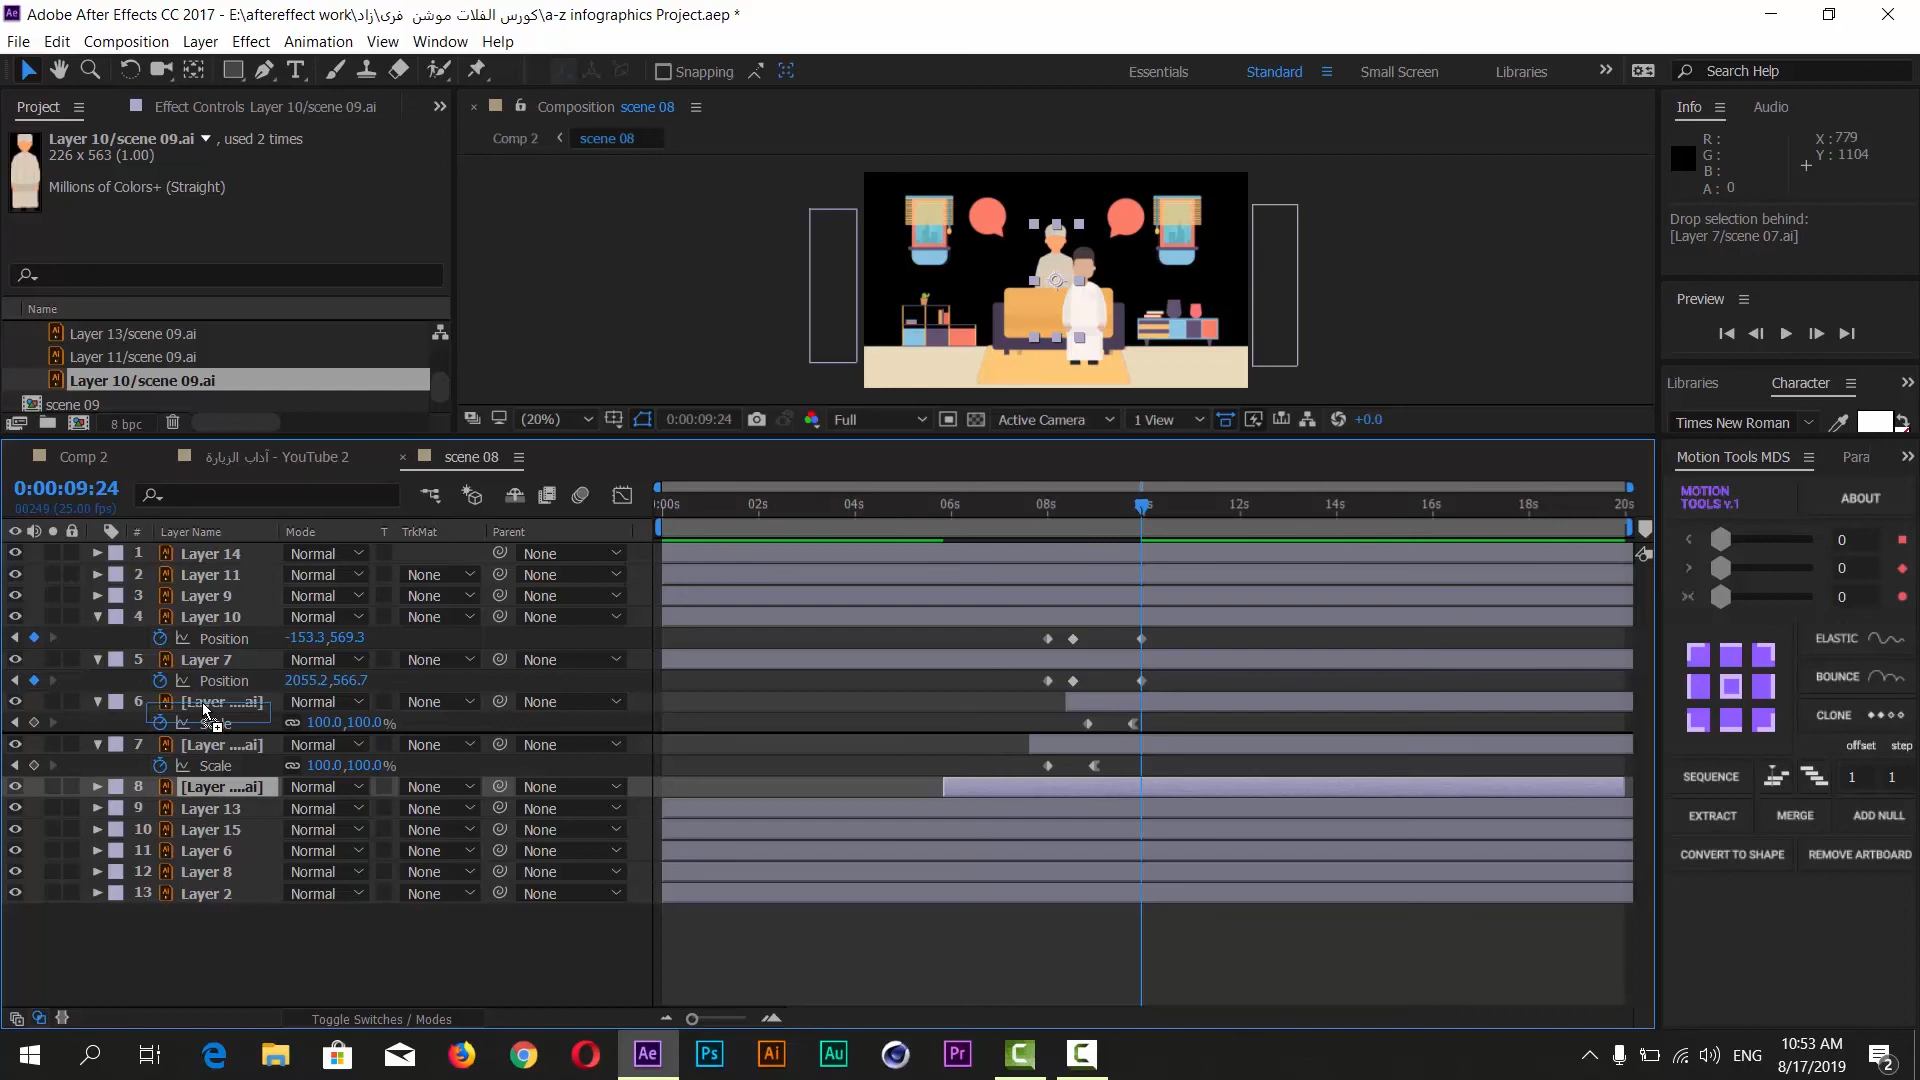 Adobe After Effects CC 2017 - E:\aftereffect work\كورس الفلات موشن  فرى\زاد\a-z infographics Project.aep *
File Edit Composition Layer Effect Animation View Window Help
Snapping
Essentials Standard Small Screen Libraries Search Help
Project Effect Controls Layer 10/scene 09.ai
Layer 10/scene 09.ai , used 2 times
226 x 563 (1.00)
Millions of Colors+ (Straight)
Name
Layer 13/scene 09.ai
Layer 11/scene 09.ai
Layer 10/scene 09.ai
scene 09
8 bpc
Composition scene 08
Comp 2 scene 08
(20%) 0:00:09:24 Full Active Camera 1 View +0.0
Info Audio
R : X : 779
G : Y : 1104
B :
A : 0
Drop selection behind:
[Layer 7/scene 07.ai]
Preview
Libraries Character
Times New Roman
Comp 2 آداب الزيارة - YouTube 2 scene 08
0:00:09:24
00249 (25.00 fps)
:00s 02s 04s 06s 08s 12s 14s 16s 18s 20s
# Layer Name Mode T TrkMat Parent
1 Layer 14 Normal None
2 Layer 11 Normal None None
3 Layer 9 Normal None None
4 Layer 10 Normal None None
Position -153.3,569.3
5 Layer 7 Normal None None
Position 2055.2,566.7
6 [Layer ....ai] Normal None None
Scale 100.0,100.0%
7 [Layer ....ai] Normal None None
Scale 100.0,100.0%
8 [Layer ....ai] Normal None None
9 Layer 13 Normal None None
10 Layer 15 Normal None None
11 Layer 6 Normal None None
12 Layer 8 Normal None None
13 Layer 2 Normal None None
Toggle Switches / Modes
Motion Tools MDS Para
MOTION
TOOLS v.1 ABOUT
0
0
0
ELASTIC
BOUNCE
CLONE
offset step
SEQUENCE 1 1
EXTRACT MERGE ADD NULL
CONVERT TO SHAPE REMOVE ARTBOARD
Ae Ps Ai Au Pr
ENG 10:53 AM
8/17/2019 2